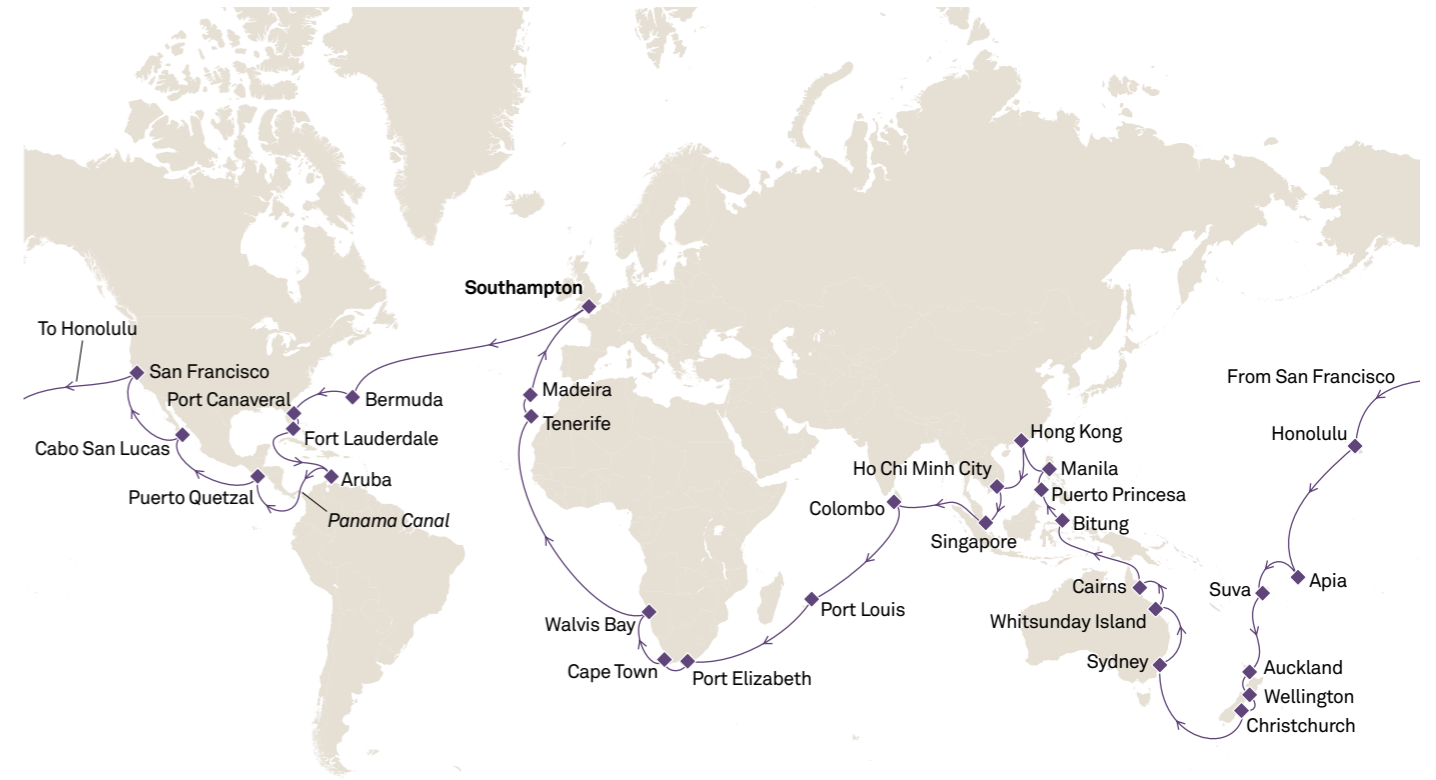 Southampton
To Honolulu
San Francisco
From San Francisco
Madeira
Port Canaveral
Bermuda
Tenerife
Hong Kong
Honolulu
Fort Lauderdale
Cabo San Lucas
Ho Chi Minh City
Manila
Aruba
Puerto Quetzal
Puerto Princesa
Colombo
Panama Canal
Bitung
Singapore
Apia
Cairns
Suva
Port Louis
Whitsunday Island
Walvis Bay
Sydney
Auckland
Cape Town
Port Elizabeth
Wellington
Christchurch